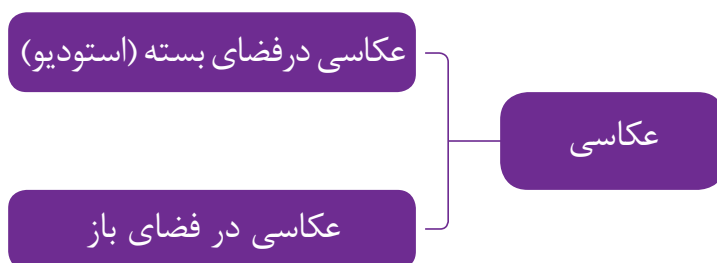 عکاسی
عکاسی درفضای بسته (استودیو)
عکاسی در فضای باز